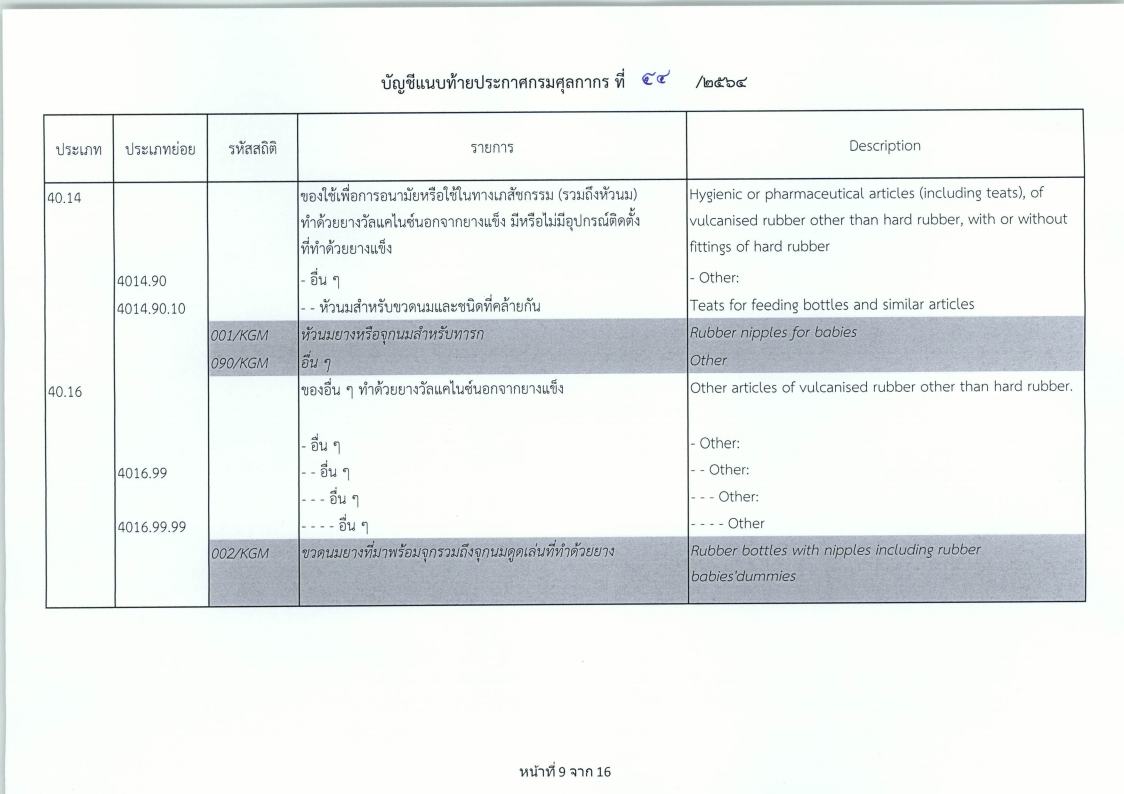 บัญชีแนบท้ายประกาศกรมศุลกากร ที่ ๔๔ /๒๕๖๔
ประเภท ประเภทย่อย รหัสสถิติ รายการ Description
40.14 ของใช้เพื่อการอนามัยหรือใช้ในทางเภสัชกรรม (รวมถึงหัวนม) Hygienic or pharmaceutical articles (including teats), of
ทำด้วยยางวัลแคไนซ์นอกจากยางแข็ง มีหรือไม่มีอุปกรณ์ติดตั้ง vulcanised rubber other than hard rubber, with or without
ที่ทำด้วยยางแข็ง fittings of hard rubber
4014.90 - อื่น ๆ - Other:
4014.90.10 - - หัวนมสำหรับขวดนมและชนิดที่คล้ายกัน Teats for feeding bottles and similar articles
001/KGM หัวนมยางหรือจุกนมสำหรับทารก Rubber nipples for babies
090/KGM อื่น ๆ Other
40.16 ของอื่น ๆ ทำด้วยยางวัลแคไนซ์นอกจากยางแข็ง Other articles of vulcanised rubber other than hard rubber.
- อื่น ๆ - Other:
4016.99 - - อื่น ๆ - - Other:
- - - อื่น ๆ - - - Other:
4016.99.99 - - - - อื่น ๆ - - - - Other
002/KGM ขวดนมยางที่มาพร้อมจุกรวมถึงจุกนมดูดเล่นที่ทำด้วยยาง Rubber bottles with nipples including rubber
babies'dummies
หน้าที่ 9 จาก 16